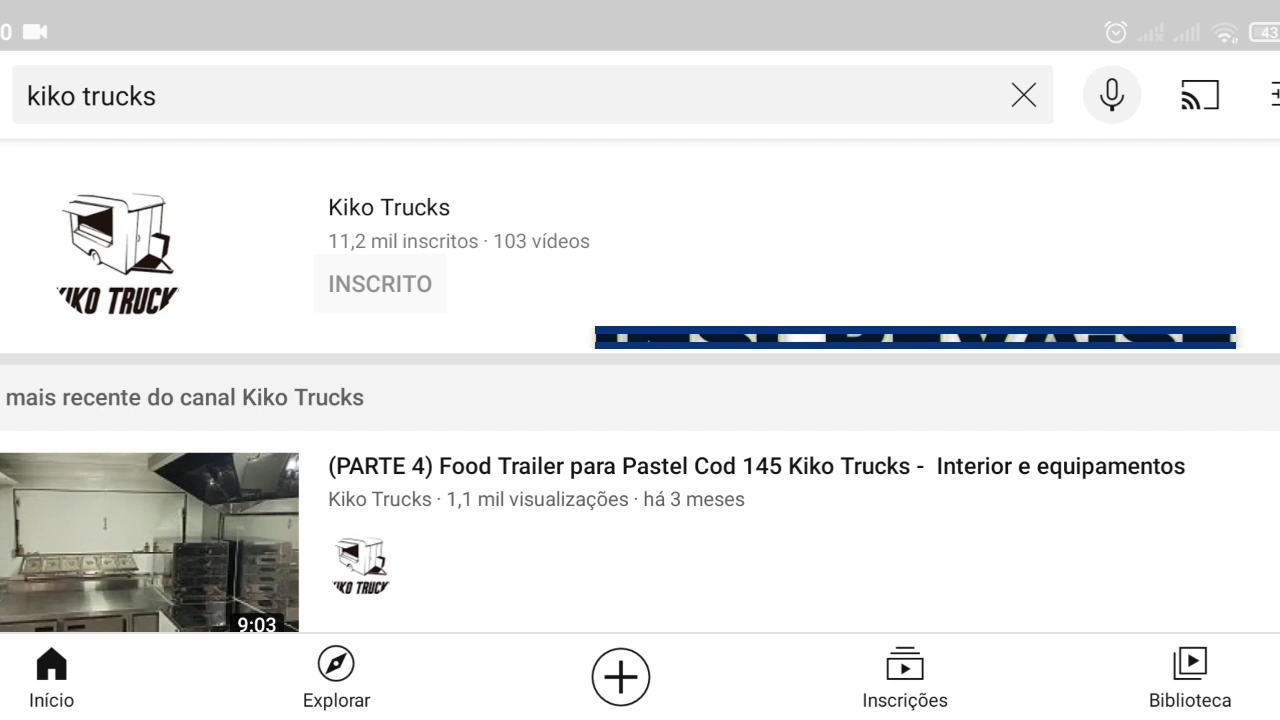 0
43
kiko trucks
Kiko Trucks
11,2 mil inscritos · 103 vídeos
KIKO TRUCK
INSCRITO
mais recente do canal Kiko Trucks
(PARTE 4) Food Trailer para Pastel Cod 145 Kiko Trucks - Interior e equipamentos
Kiko Trucks · 1,1 mil visualizações · há 3 meses
KIKO TRUCK
9:03
Início
Explorar
Inscrições
Biblioteca